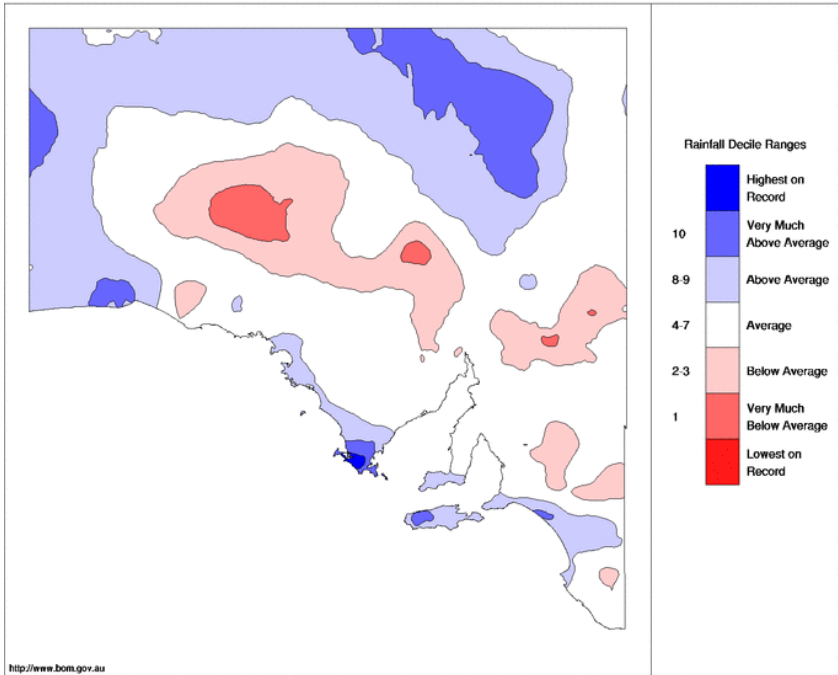 Rainfall Decile Ranges
Highest on
Record
10
Very Much
Above Average
8-9
Above Average
4-7
Average
2-3
Below Average
1
Very Much
Below Average
Lowest on
Record
http://www.bom.gov.au